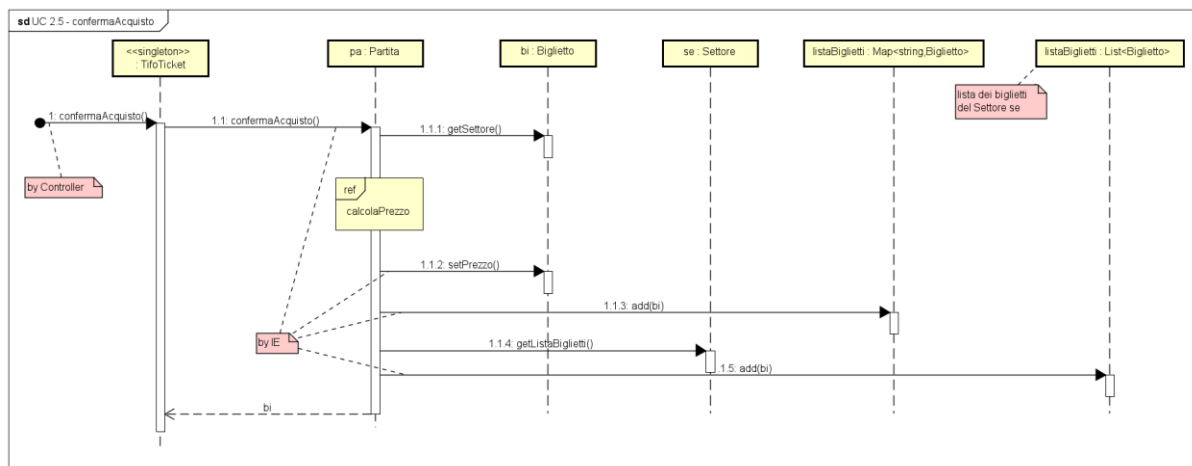 sd UC 2.5 - confermaAcquisto
<<singleton>>
: TifoTicket
pa : Partita
bi : Biglietto
se : Settore
listaBiglietti : Map<string,Biglietto>
listaBiglietti : List<Biglietto>
lista dei biglietti
del Settore se
1: confermaAcquisto()
1.1: confermaAcquisto()
1.1.1: getSettore()
by Controller
ref
calcolaPrezzo
1.1.2: setPrezzo()
1.1.3: add(bi)
by IE
1.1.4: getListaBiglietti()
.1.5: add(bi)
bi